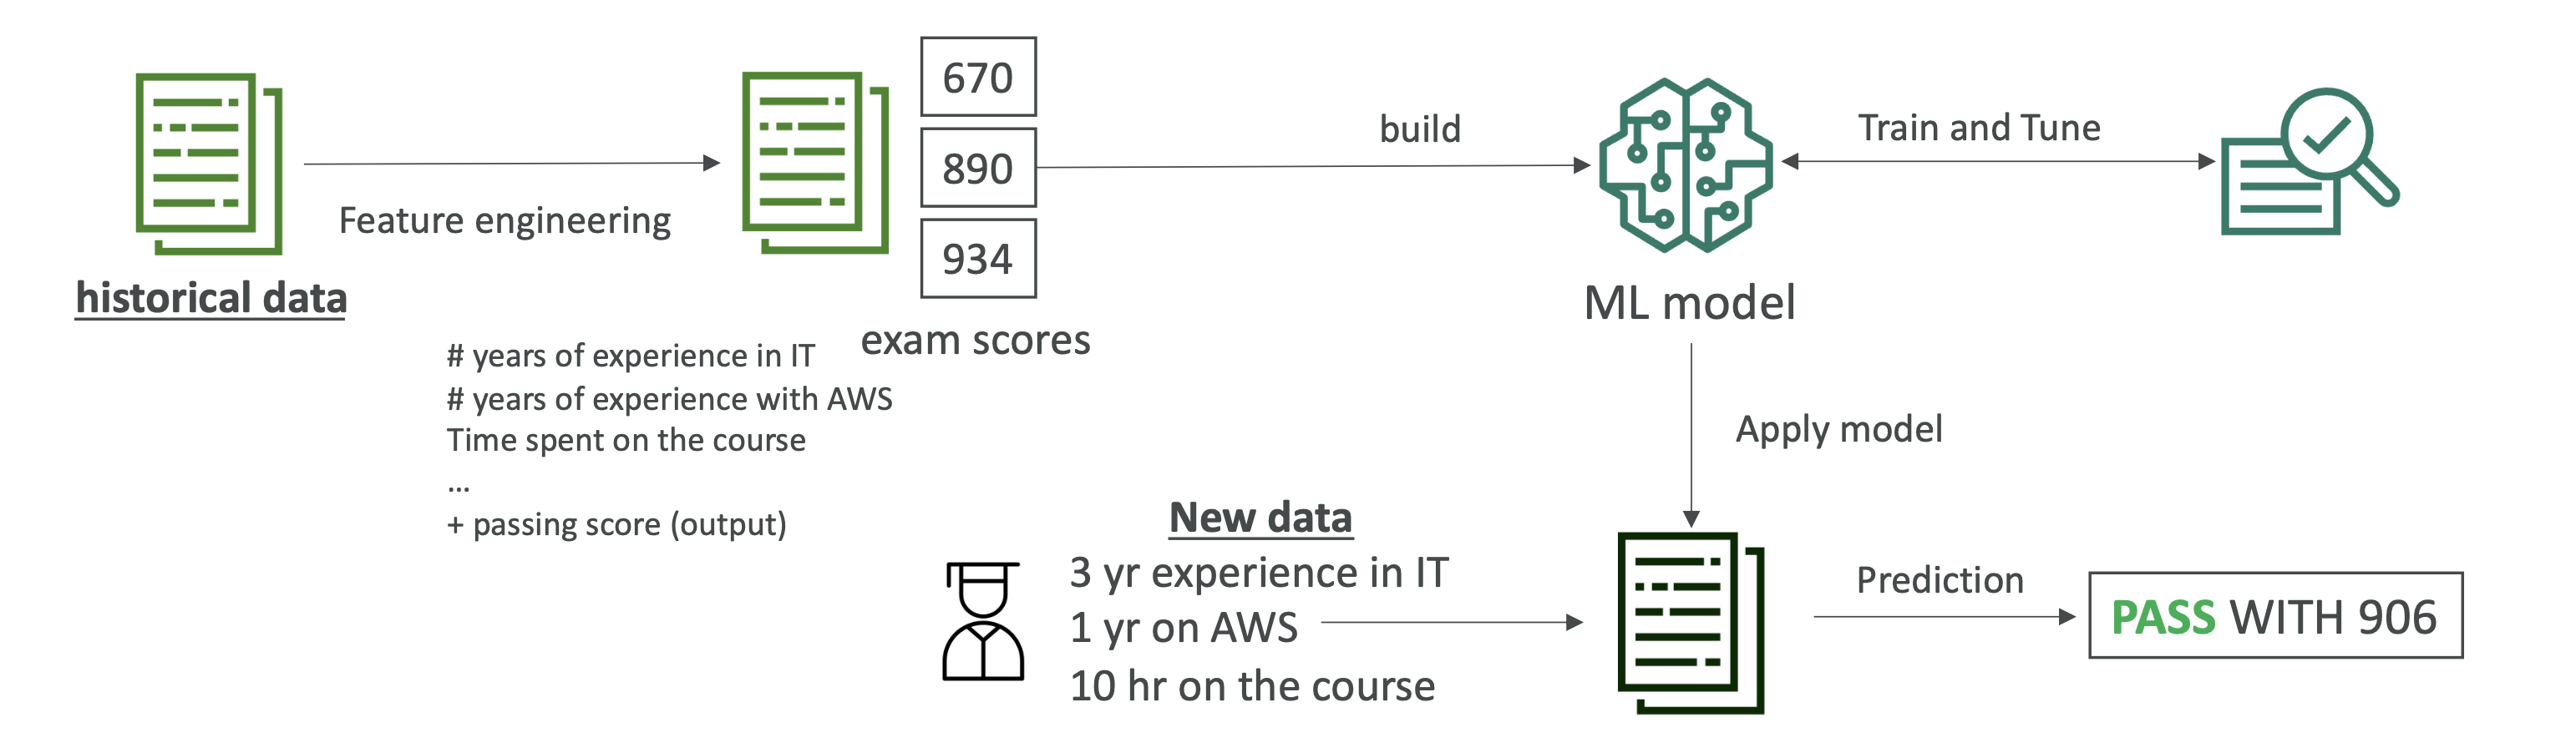 670
890
934
exam scores
historical data
Feature engineering
# years of experience in IT
# years of experience with AWS
Time spent on the course
...
+ passing score (output)
build
ML model
Train and Tune
Apply model
New data
3 yr experience in IT
1 yr on AWS
10 hr on the course
Prediction
PASS WITH 906